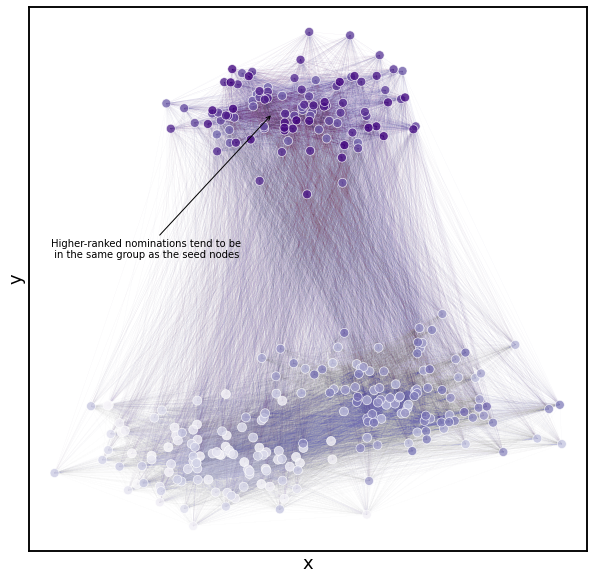 Higher-ranked nominations tend to be
in the same group as the seed nodes
y
x